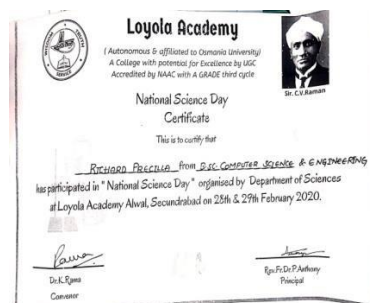 Loyola Academy
( Autonomous & affiliated to Osmania University)
A College with potential for Excellence by UGC
Accredited by NAAC with A GRADE third cycle
Sir. C.V.Raman
National Science Day
Certificate
This is to certify that
RICHARD PRECILLA from B.SC-COMPUTER SCIENCE & ENGINEERING
has participated in " National Science Day " organised by Department of Sciences
at Loyola Academy Alwal, Secundrabad on 28th & 29th February 2020.
Dr.K.Rama
Convenor
Rev.Fr.Dr.P.Anthony
Principal